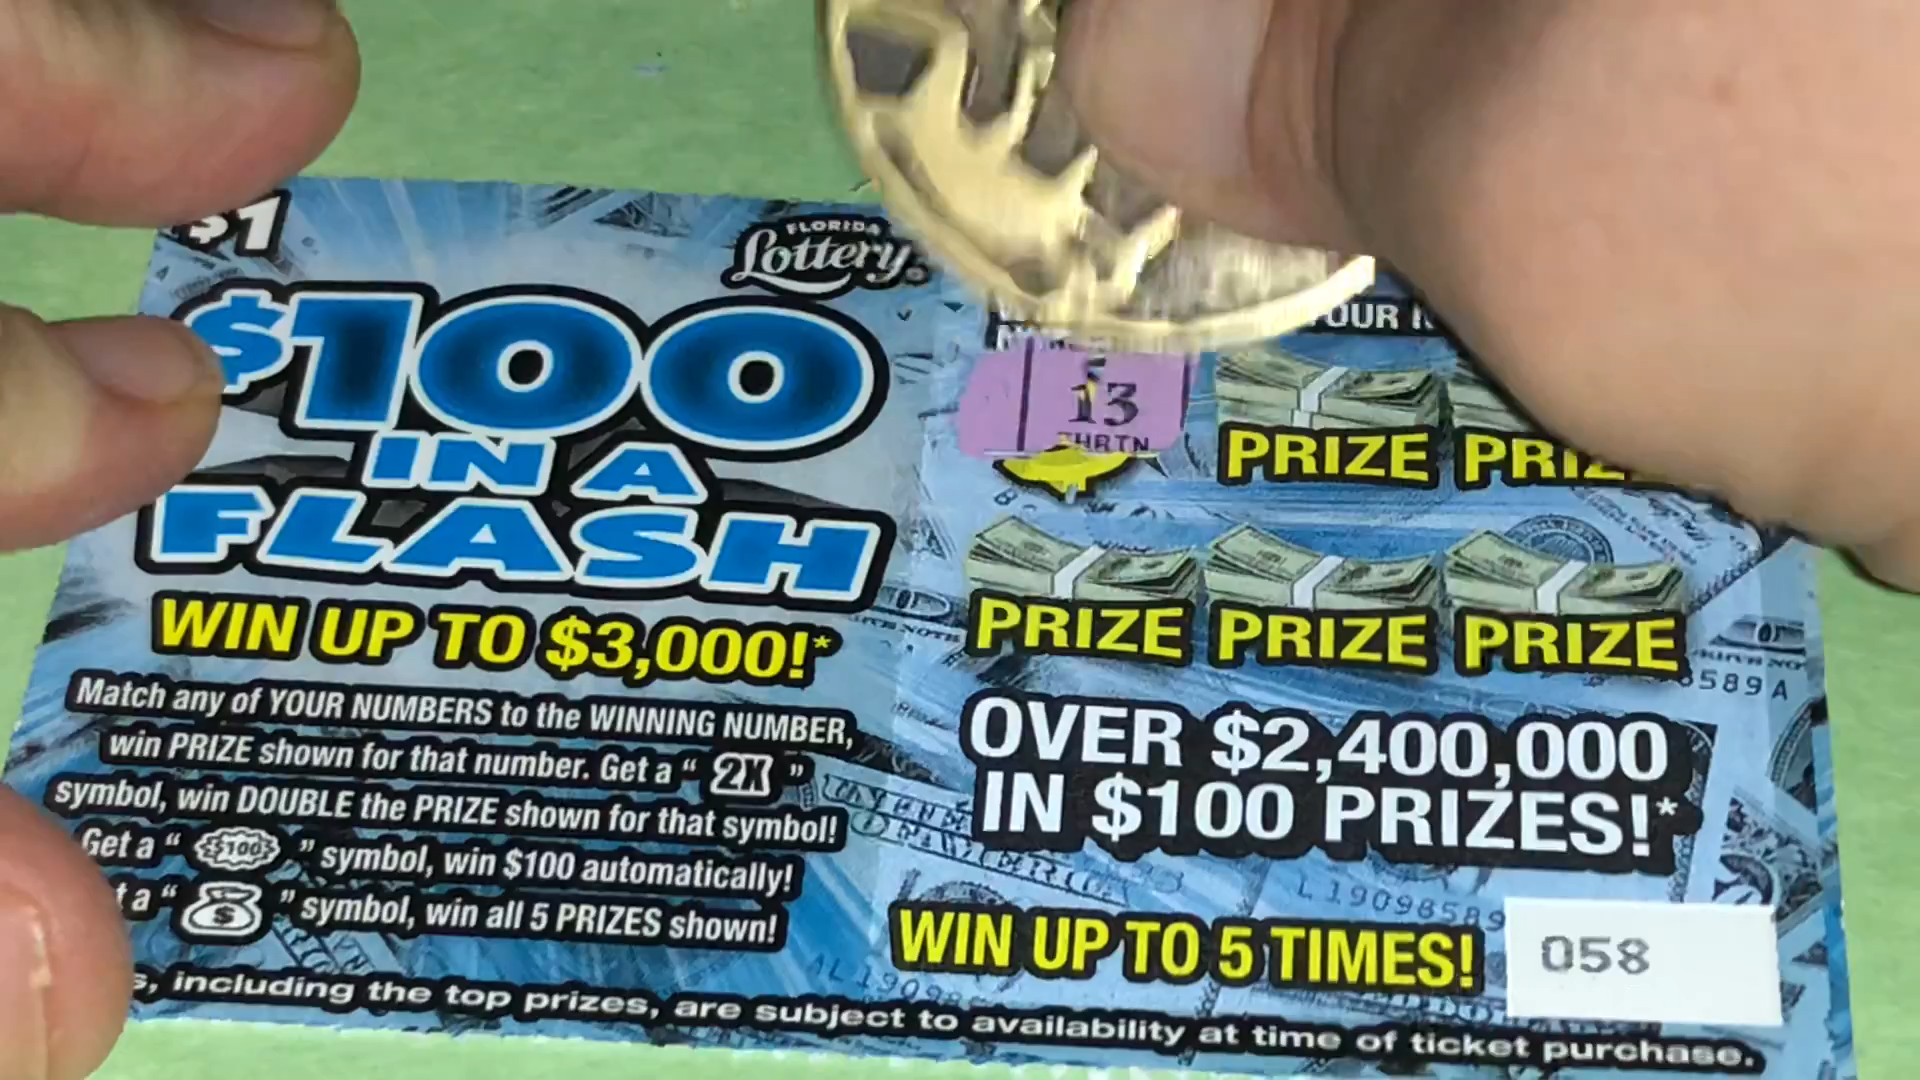 $1
FLORIDA
Lottery
$100
IN A
FLASH
WIN UP TO $3,000!*
Match any of YOUR NUMBERS to the WINNING NUMBER,
win PRIZE shown for that number. Get a " 2X "
symbol, win DOUBLE the PRIZE shown for that symbol!
Get a " $100 " symbol, win $100 automatically!
a " $ " symbol, win all 5 PRIZES shown!
including the top prizes, are subject to availability at time of ticket purchase.
YOUR
13
THRTN
PRIZE
PRIZE PRIZE PRIZE
8589A
OVER $2,400,000
IN $100 PRIZES!*
L19098589
WIN UP TO 5 TIMES!
058